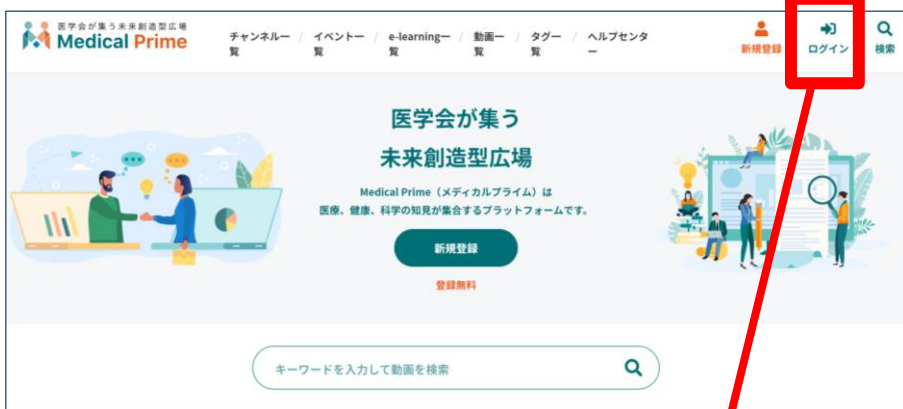 医学会が集う未来創造型広場
Medical Prime
チャンネル一覧 / イベント一覧 / e-learning一覧 / 動画一覧 / タグ一覧 / ヘルプセンター
新規登録
ログイン
検索
医学会が集う
未来創造型広場
Medical Prime（メディカルプライム）は
医療、健康、科学の知見が集合するプラットフォームです。
新規登録
登録無料
キーワードを入力して動画を検索